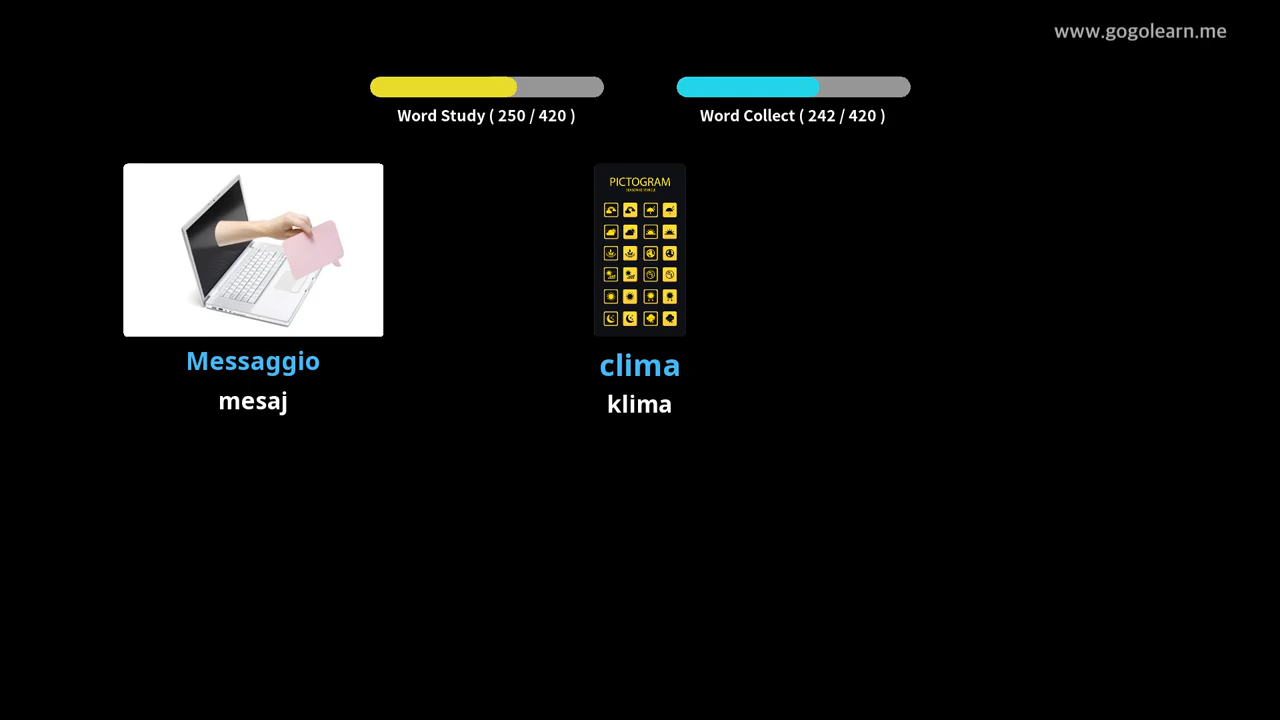 www.gogolearn.me
Word Study ( 250 / 420 )
Word Collect ( 242 / 420 )
PICTOGRAM
Messaggio
mesaj
clima
klima